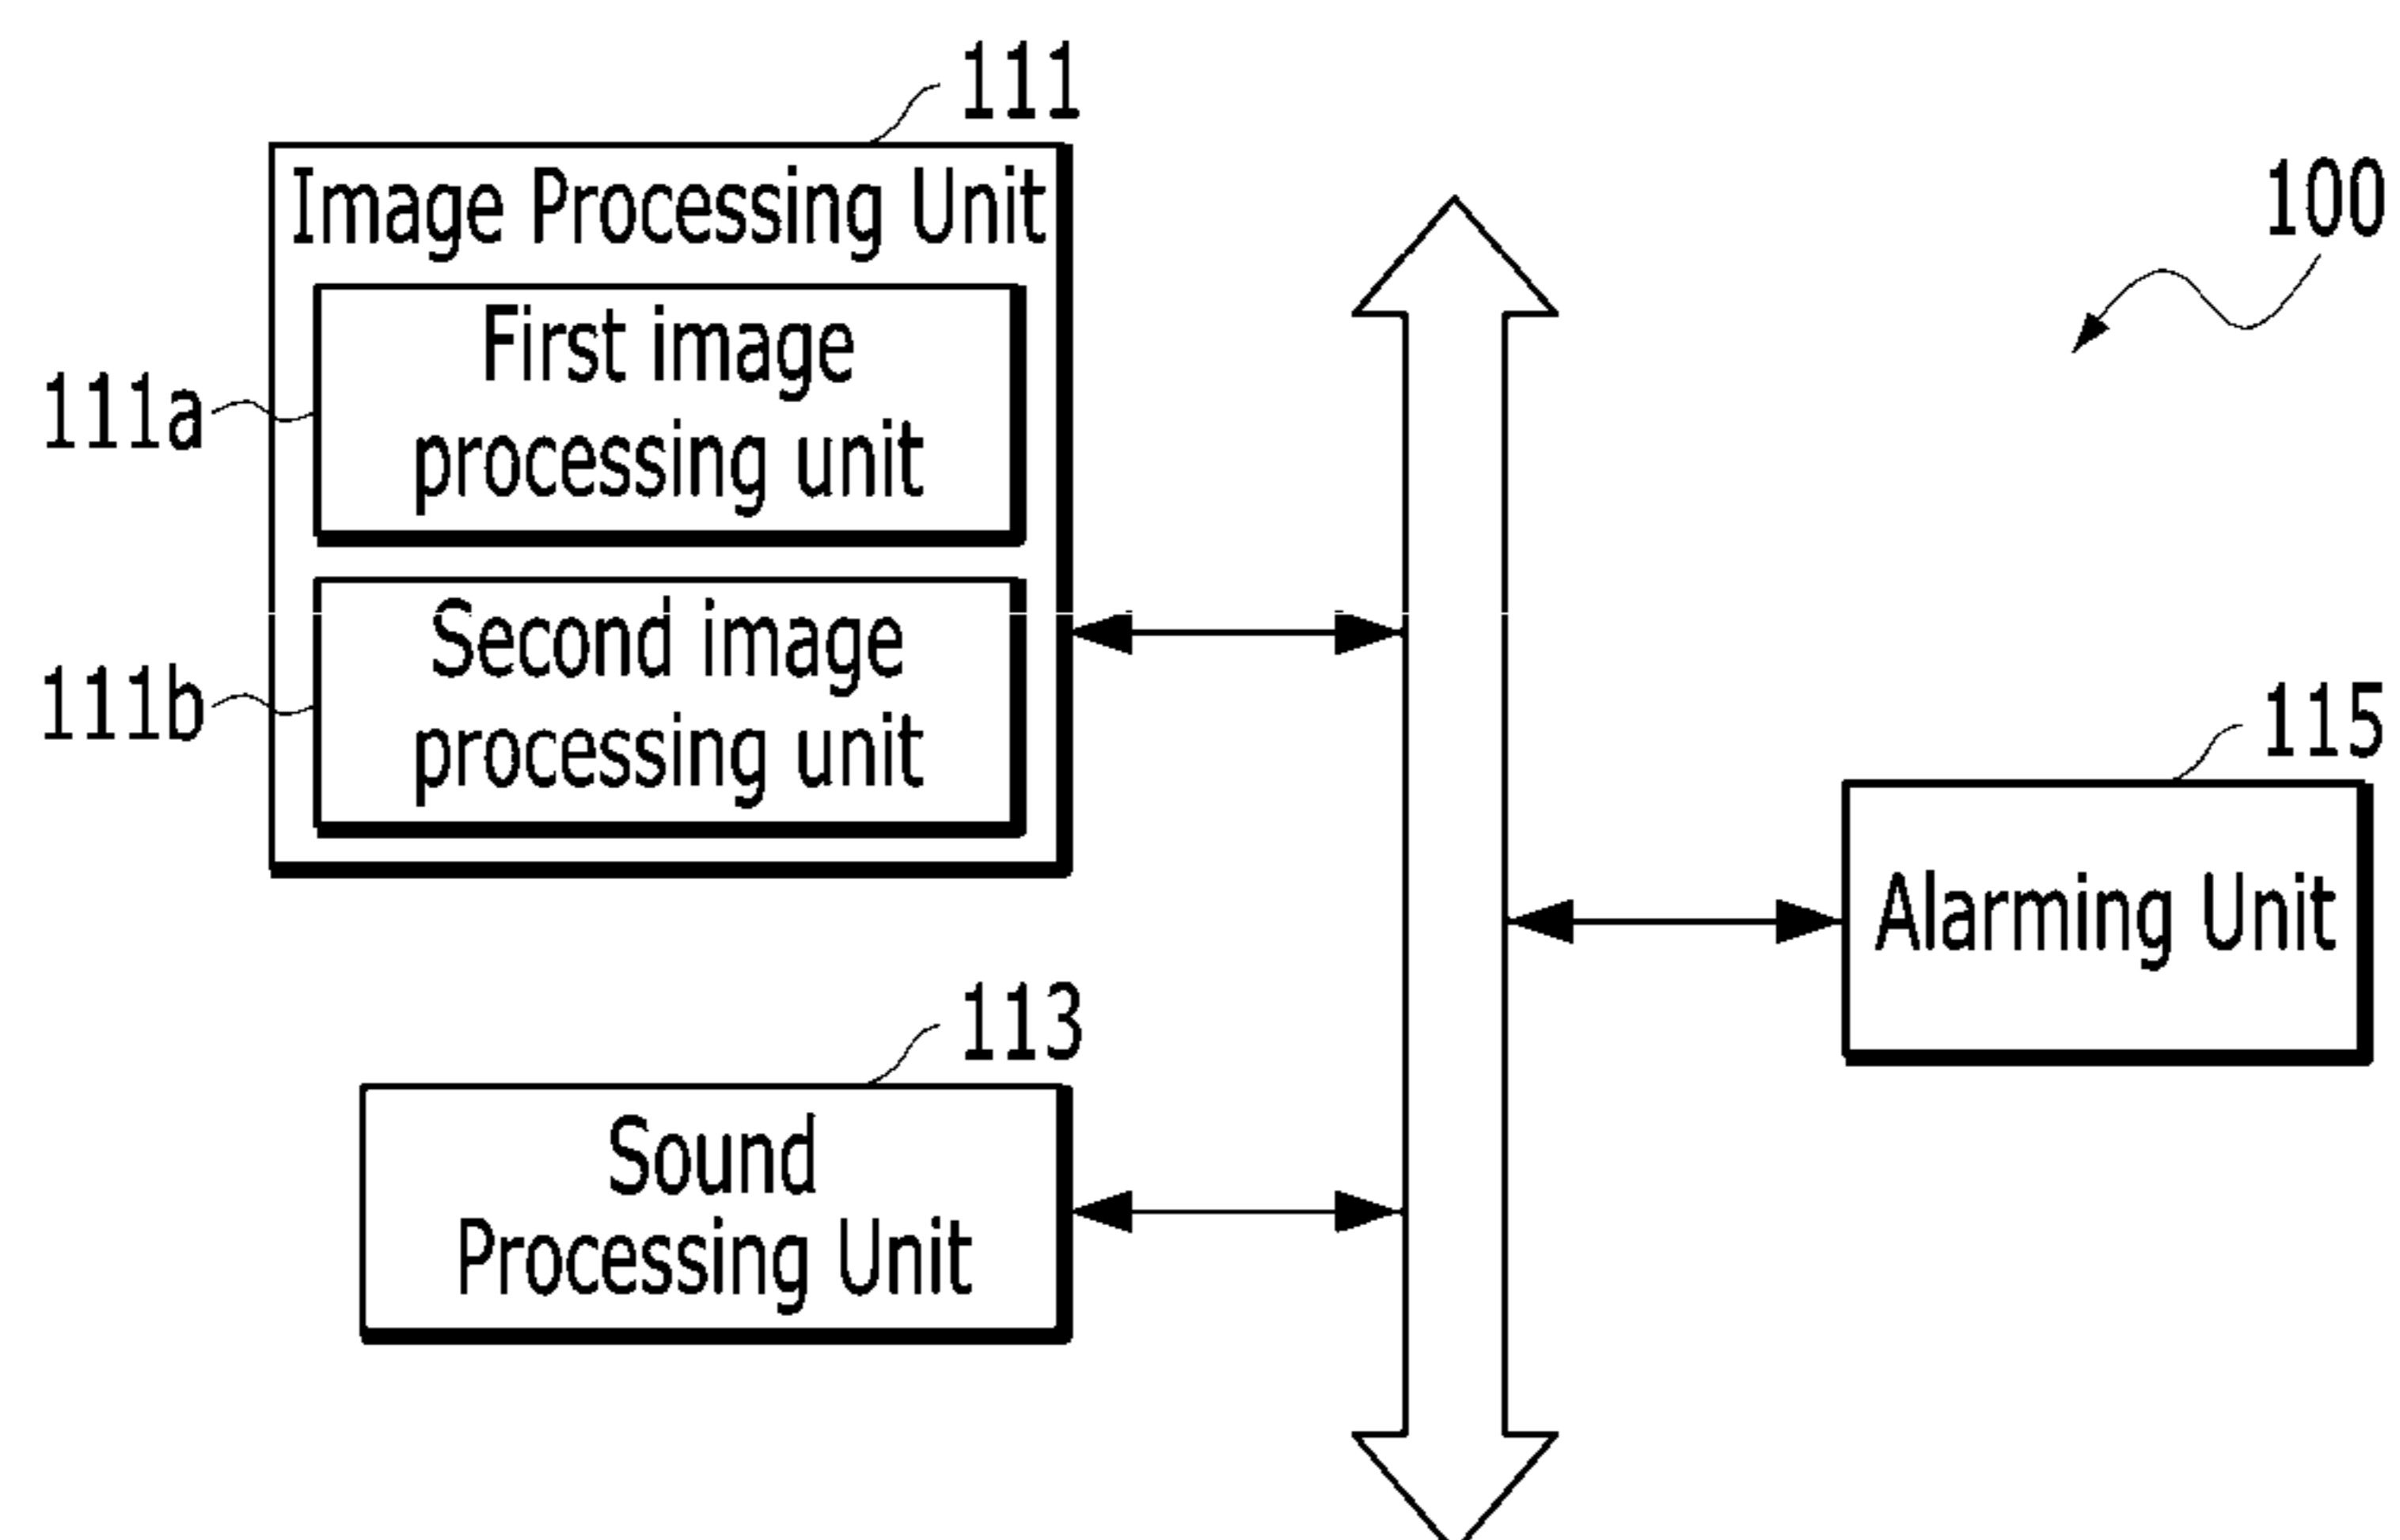 111
Image Processing Unit
100
First image
111a
processing unit
Second image
111b
processing unit
115
Alarming Unit
113
Sound
Processing Unit